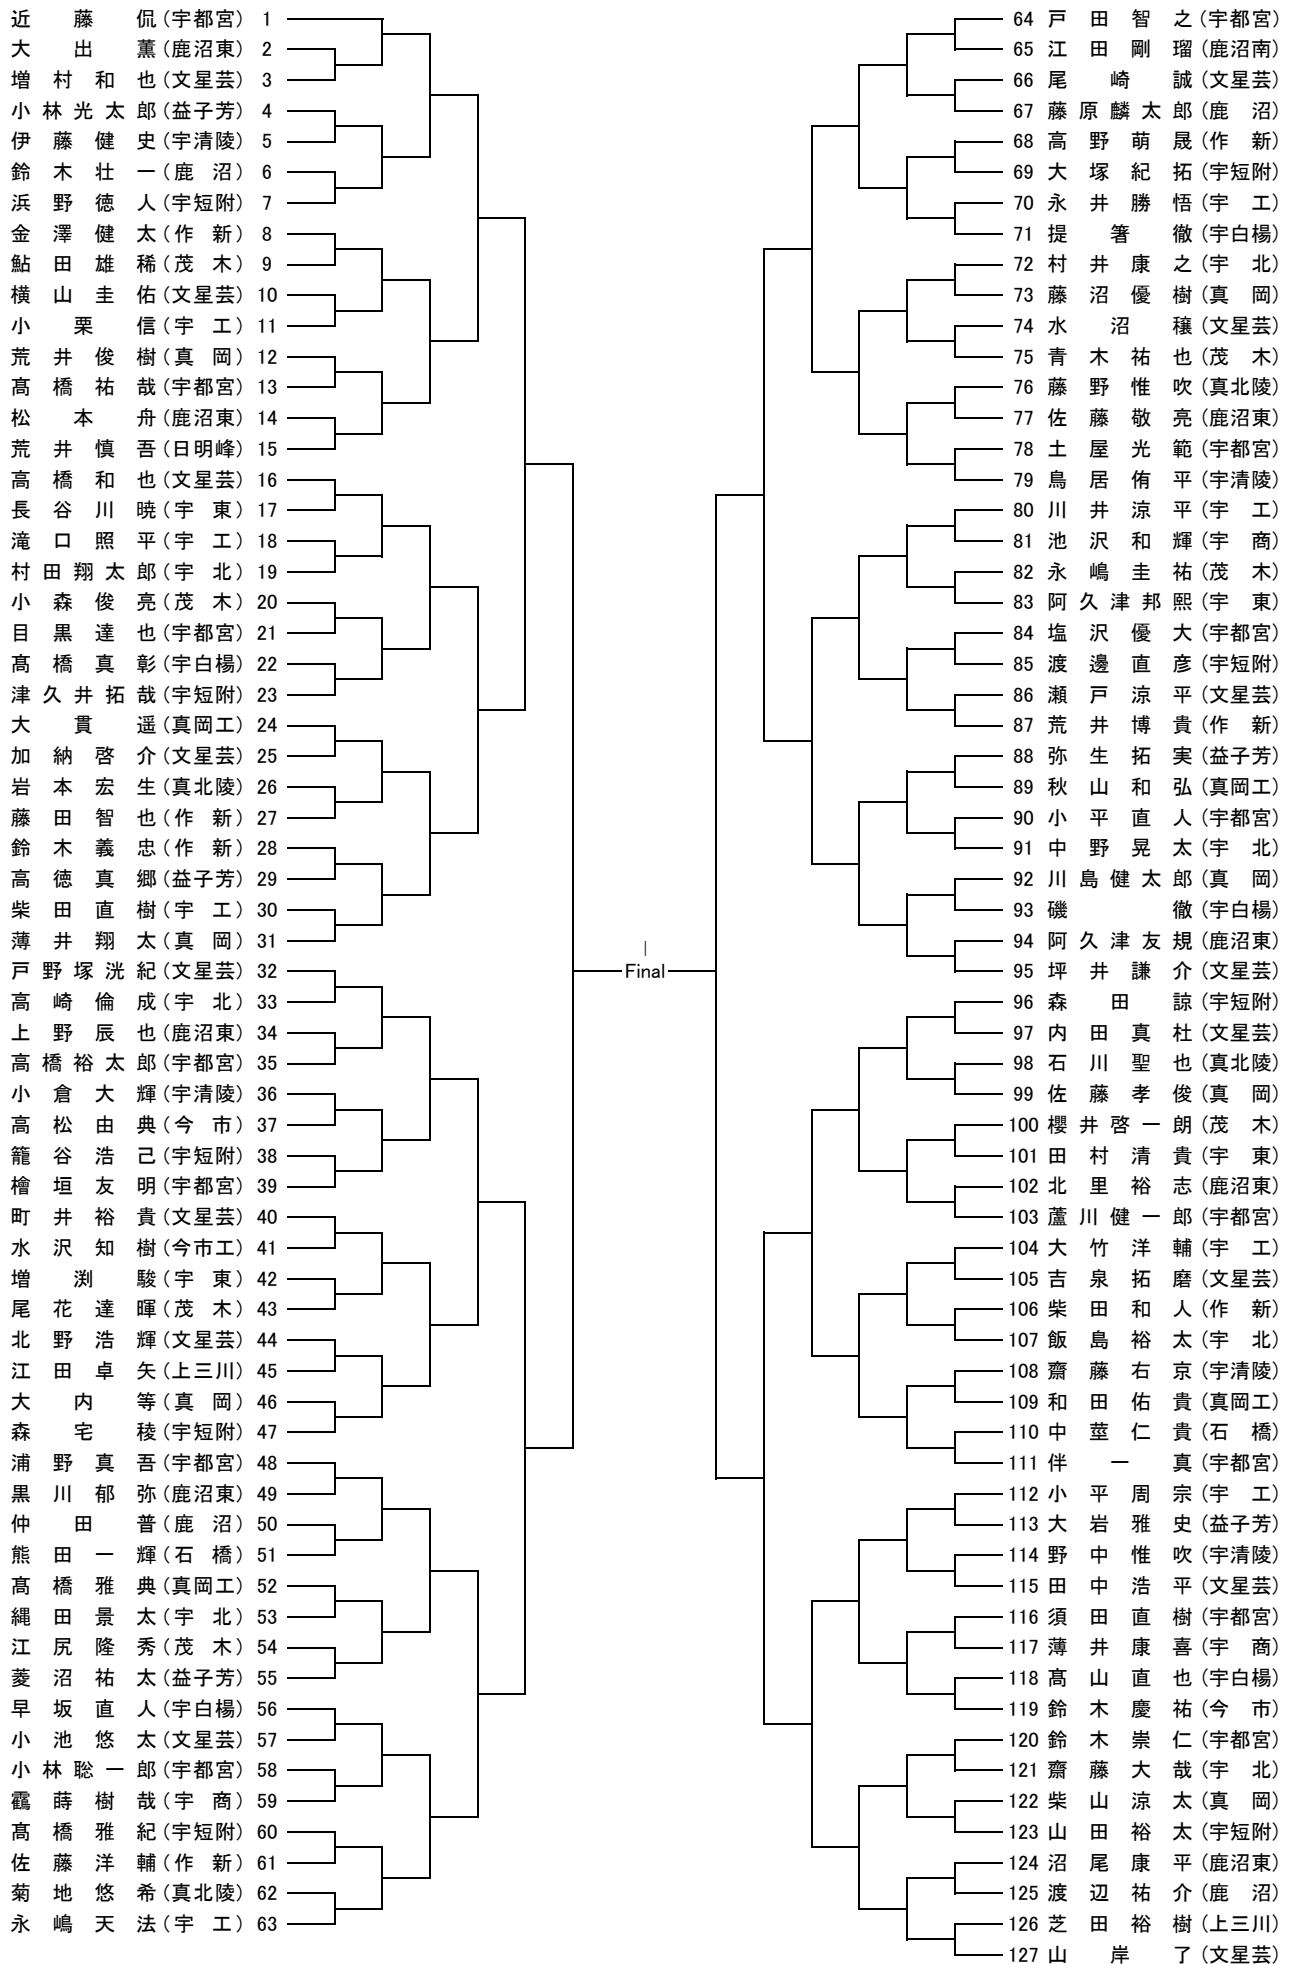 近藤侃(宇都宮) 1
大出薫(鹿沼東) 2
増村和也(文星芸) 3
小林光太郎(益子芳) 4
伊藤健史(宇清陵) 5
鈴木壮一(鹿沼) 6
浜野徳人(宇短附) 7
金澤健太(作新) 8
鮎田雄稀(茂木) 9
横山圭佑(文星芸) 10
小栗信(宇工) 11
荒井俊樹(真岡) 12
髙橋祐哉(宇都宮) 13
松本舟(鹿沼東) 14
荒井慎吾(日明峰) 15
高橋和也(文星芸) 16
長谷川暁(宇東) 17
滝口照平(宇工) 18
村田翔太郎(宇北) 19
小森俊亮(茂木) 20
目黒達也(宇都宮) 21
髙橋真彰(宇白楊) 22
津久井拓哉(宇短附) 23
大貫遥(真岡工) 24
加納啓介(文星芸) 25
岩本宏生(真北陵) 26
藤田智也(作新) 27
鈴木義忠(作新) 28
高徳真郷(益子芳) 29
柴田直樹(宇工) 30
薄井翔太(真岡) 31
戸野塚洸紀(文星芸) 32
高崎倫成(宇北) 33
上野辰也(鹿沼東) 34
高橋裕太郎(宇都宮) 35
小倉大輝(宇清陵) 36
高松由典(今市) 37
籠谷浩己(宇短附) 38
檜垣友明(宇都宮) 39
町井裕貴(文星芸) 40
水沢知樹(今市工) 41
増渕駿(宇東) 42
尾花達暉(茂木) 43
北野浩輝(文星芸) 44
江田卓矢(上三川) 45
大内等(真岡) 46
森宅稜(宇短附) 47
浦野真吾(宇都宮) 48
黒川郁弥(鹿沼東) 49
仲田普(鹿沼) 50
熊田一輝(石橋) 51
髙橋雅典(真岡工) 52
縄田景太(宇北) 53
江尻隆秀(茂木) 54
菱沼祐太(益子芳) 55
早坂直人(宇白楊) 56
小池悠太(文星芸) 57
小林聡一郎(宇都宮) 58
靏蒔樹哉(宇商) 59
髙橋雅紀(宇短附) 60
佐藤洋輔(作新) 61
菊地悠希(真北陵) 62
永嶋天法(宇工) 63
Final
64 戸田智之(宇都宮)
65 江田剛瑠(鹿沼南)
66 尾崎誠(文星芸)
67 藤原麟太郎(鹿沼)
68 高野萌晟(作新)
69 大塚紀拓(宇短附)
70 永井勝悟(宇工)
71 提箸徹(宇白楊)
72 村井康之(宇北)
73 藤沼優樹(真岡)
74 水沼穣(文星芸)
75 青木祐也(茂木)
76 藤野惟吹(真北陵)
77 佐藤敬亮(鹿沼東)
78 土屋光範(宇都宮)
79 鳥居侑平(宇清陵)
80 川井涼平(宇工)
81 池沢和輝(宇商)
82 永嶋圭祐(茂木)
83 阿久津邦熙(宇東)
84 塩沢優大(宇都宮)
85 渡邊直彦(宇短附)
86 瀬戸涼平(文星芸)
87 荒井博貴(作新)
88 弥生拓実(益子芳)
89 秋山和弘(真岡工)
90 小平直人(宇都宮)
91 中野晃太(宇北)
92 川島健太郎(真岡)
93 磯徹(宇白楊)
94 阿久津友規(鹿沼東)
95 坪井謙介(文星芸)
96 森田諒(宇短附)
97 内田真杜(文星芸)
98 石川聖也(真北陵)
99 佐藤孝俊(真岡)
100 櫻井啓一朗(茂木)
101 田村清貴(宇東)
102 北里裕志(鹿沼東)
103 蘆川健一郎(宇都宮)
104 大竹洋輔(宇工)
105 吉泉拓磨(文星芸)
106 柴田和人(作新)
107 飯島裕太(宇北)
108 齋藤右京(宇清陵)
109 和田佑貴(真岡工)
110 中莖仁貴(石橋)
111 伴一真(宇都宮)
112 小平周宗(宇工)
113 大岩雅史(益子芳)
114 野中惟吹(宇清陵)
115 田中浩平(文星芸)
116 須田直樹(宇都宮)
117 薄井康喜(宇商)
118 髙山直也(宇白楊)
119 鈴木慶祐(今市)
120 鈴木崇仁(宇都宮)
121 齋藤大哉(宇北)
122 柴山涼太(真岡)
123 山田裕太(宇短附)
124 沼尾康平(鹿沼東)
125 渡辺祐介(鹿沼)
126 芝田裕樹(上三川)
127 山岸了(文星芸)